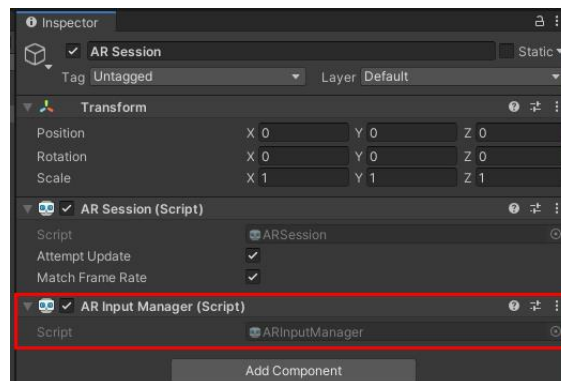 Inspector
AR Session Static
Tag Untagged Layer Default
Transform
Position X 0 Y 0 Z 0
Rotation X 0 Y 0 Z 0
Scale X 1 Y 1 Z 1
AR Session (Script)
Script ARSession
Attempt Update
Match Frame Rate
AR Input Manager (Script)
Script ARInputManager
Add Component